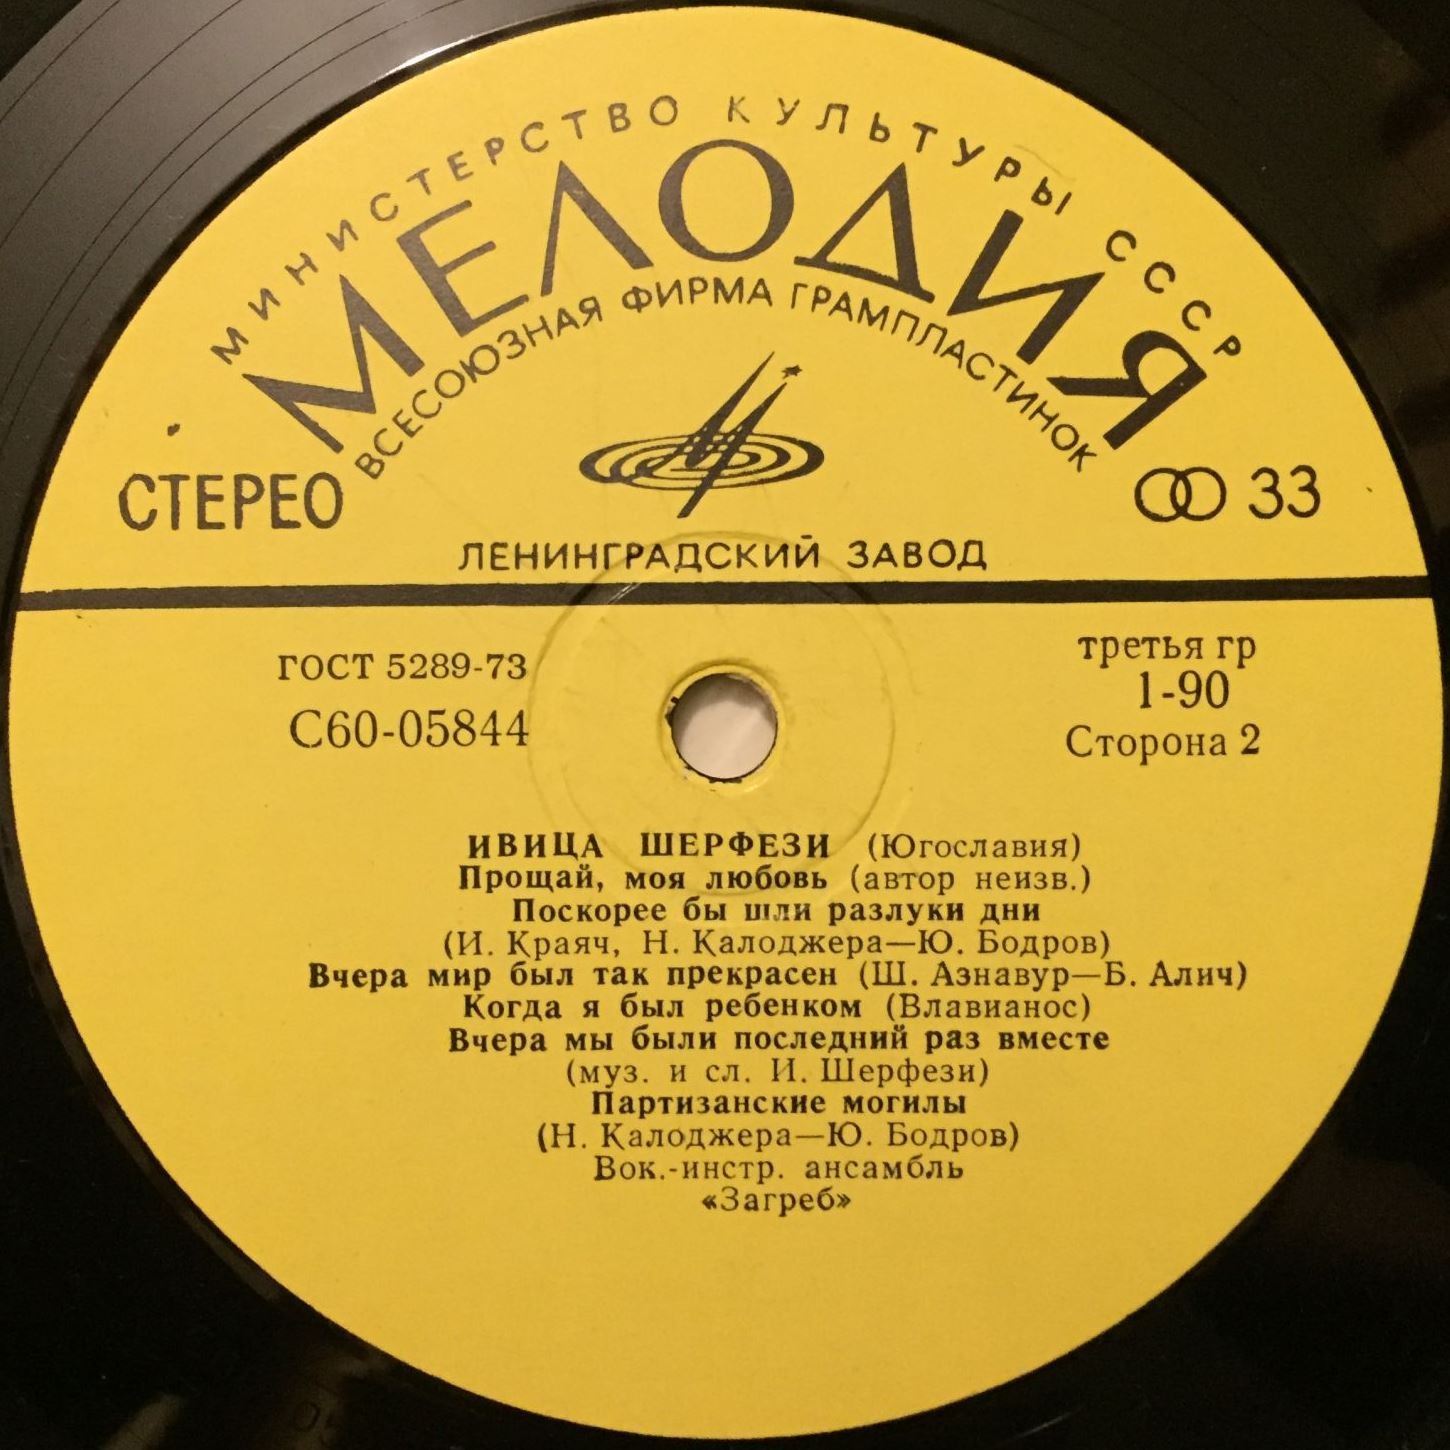 МИНИСТЕРСТВО КУЛЬТУРЫ СССР
МЕЛОДИЯ
ВСЕСОЮЗНАЯ ФИРМА ГРАМПЛАСТИНОК
СТЕРЕО
33
ЛЕНИНГРАДСКИЙ ЗАВОД
ГОСТ 5289-73
С60-05844
третья гр
1-90
Сторона 2
ИВИЦА ШЕРФЕЗИ (Югославия)
Прощай, моя любовь (автор неизв.)
Поскорее бы шли разлуки дни
(И. Краяч, Н. Калоджера—Ю. Бодров)
Вчера мир был так прекрасен (Ш. Азнавур—Б. Алич)
Когда я был ребенком (Влавианос)
Вчера мы были последний раз вместе
(муз. и сл. И. Шерфези)
Партизанские могилы
(Н. Калоджера—Ю. Бодров)
Вок.-инстр. ансамбль
«Загреб»